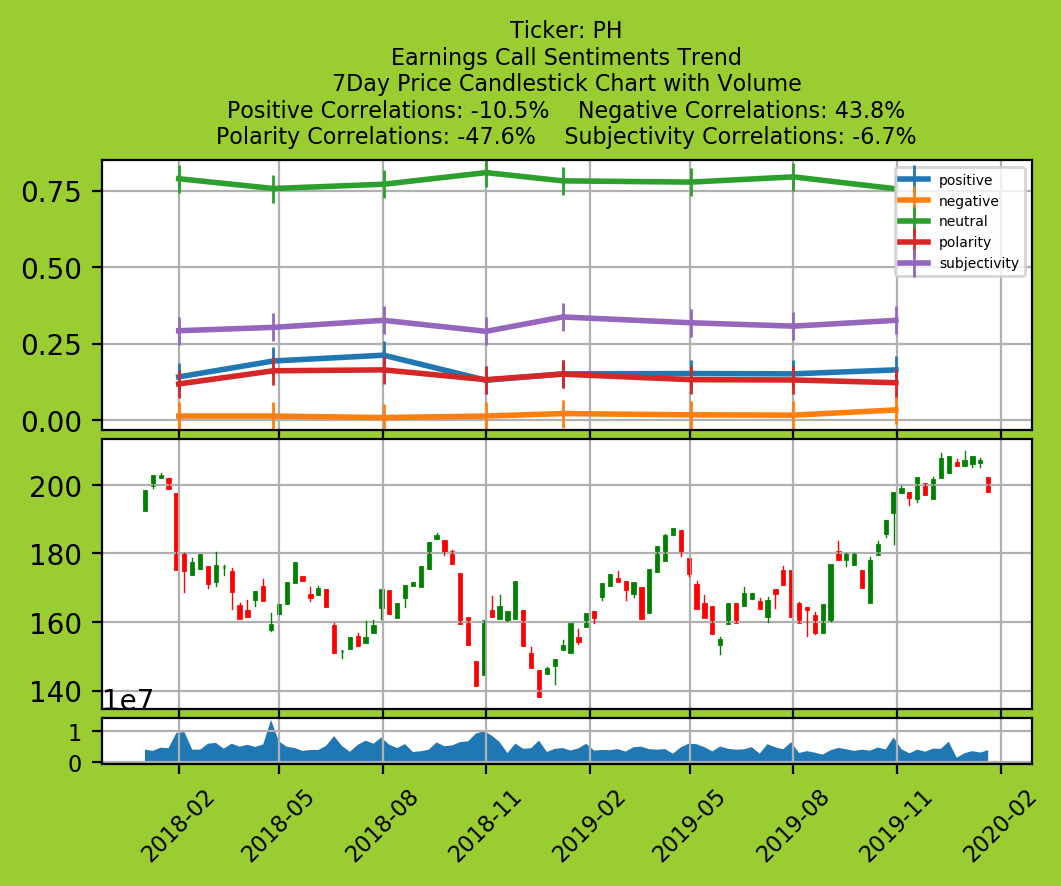 Ticker: PH
Earnings Call Sentiments Trend
7Day Price Candlestick Chart with Volume
Positive Correlations: -10.5%    Negative Correlations: 43.8%
Polarity Correlations: -47.6%    Subjectivity Correlations: -6.7%
0.75
0.50
0.25
0.00
positive
negative
neutral
polarity
subjectivity
200
180
160
140
1e7
1
0
2018-02
2018-05
2018-08
2018-11
2019-02
2019-05
2019-08
2019-11
2020-02